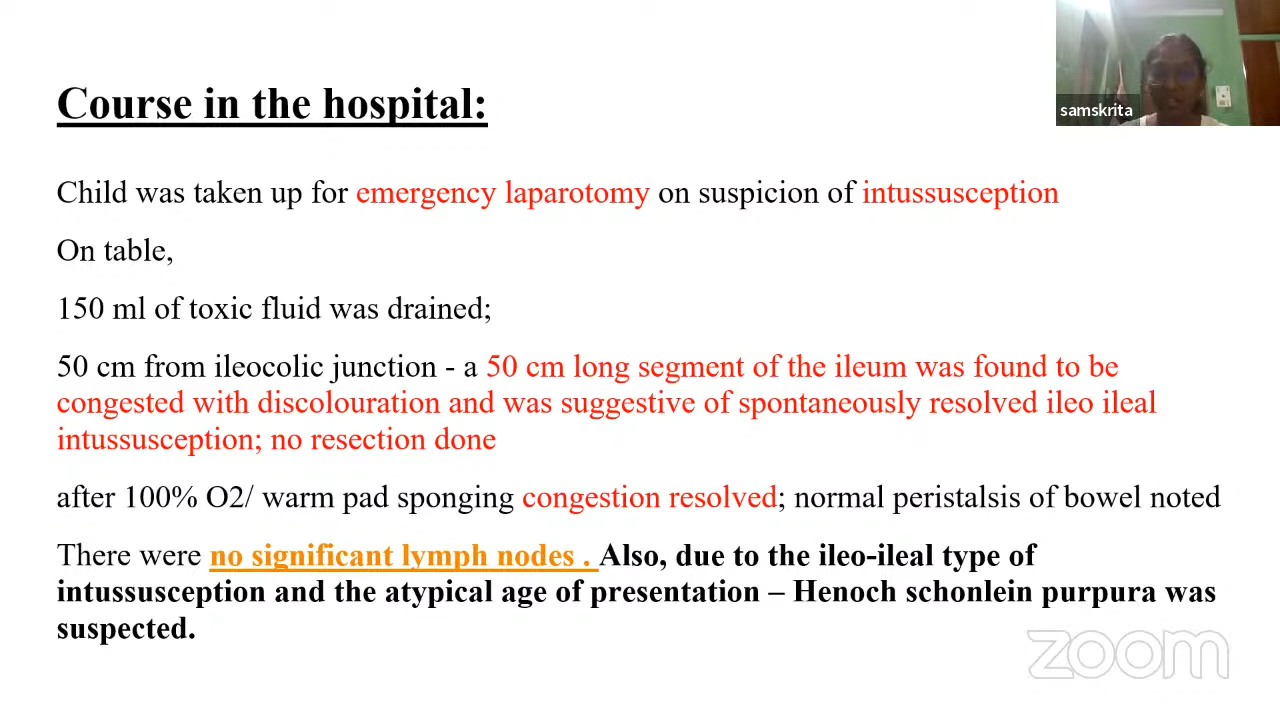 samskrita
Course in the hospital:
Child was taken up for emergency laparotomy on suspicion of intussusception
On table,
150 ml of toxic fluid was drained;
50 cm from ileocolic junction - a 50 cm long segment of the ileum was found to be
congested with discolouration and was suggestive of spontaneously resolved ileo ileal
intussusception; no resection done
after 100% O2/ warm pad sponging congestion resolved; normal peristalsis of bowel noted
There were no significant lymph nodes . Also, due to the ileo-ileal type of
intussusception and the atypical age of presentation – Henoch schonlein purpura was
suspected.
zoom